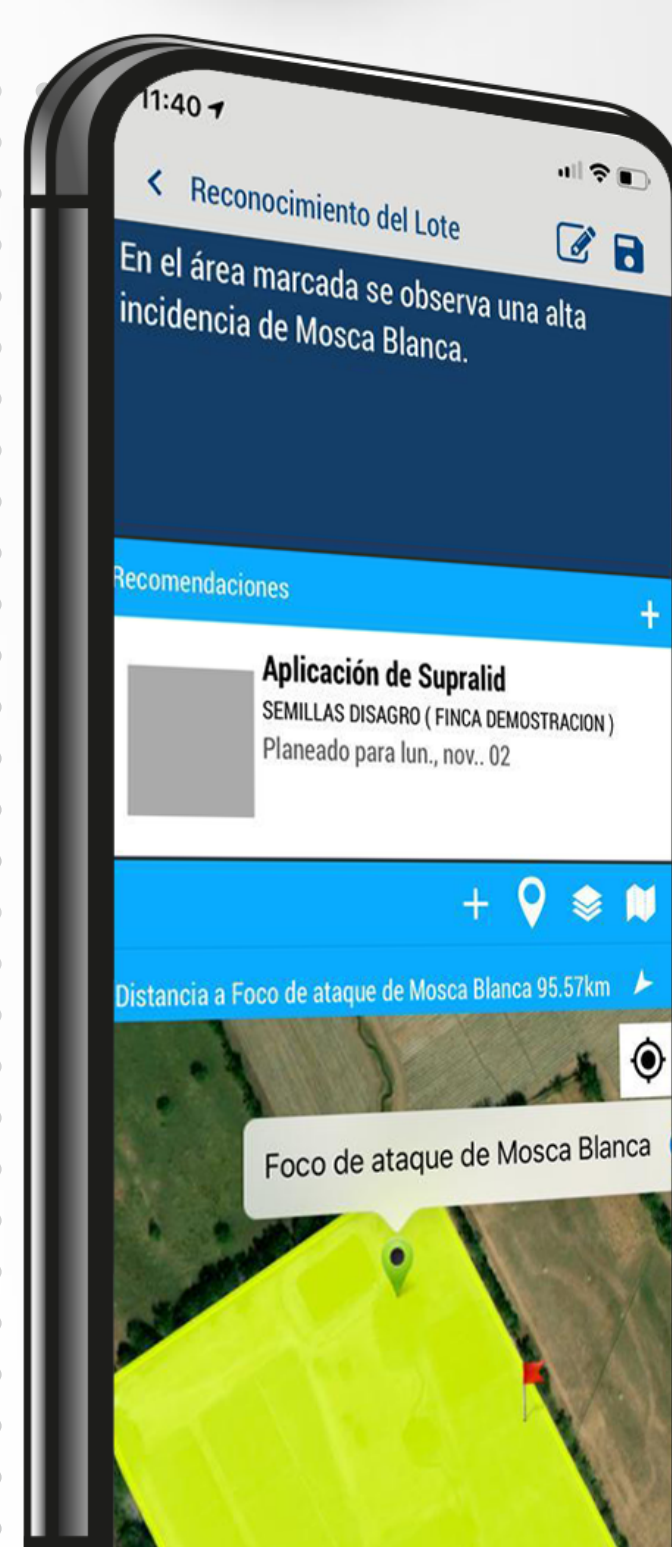 11:40
Reconocimiento del Lote
En el área marcada se observa una alta
incidencia de Mosca Blanca.
Recomendaciones
Aplicación de Supralid
SEMILLAS DISAGRO ( FINCA DEMOSTRACION )
Planeado para lun., nov.. 02
Distancia a Foco de ataque de Mosca Blanca 95.57km
Foco de ataque de Mosca Blanca